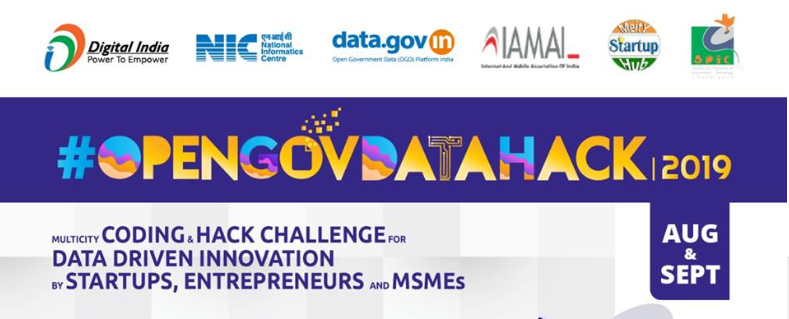 Digital India
Power To Empower
NIC
एन आई सी
National
Informatics
Centre
data.gov in
Open Government Data (OGD) Platform India
IAMAI
Internet And Mobile Association Of India
MeitY
Startup
Hub
SPIC
#OPENGOVDATAHACK | 2019
MULTICITY CODING & HACK CHALLENGE FOR
DATA DRIVEN INNOVATION
BY STARTUPS, ENTREPRENEURS AND MSMEs
AUG
&
SEPT